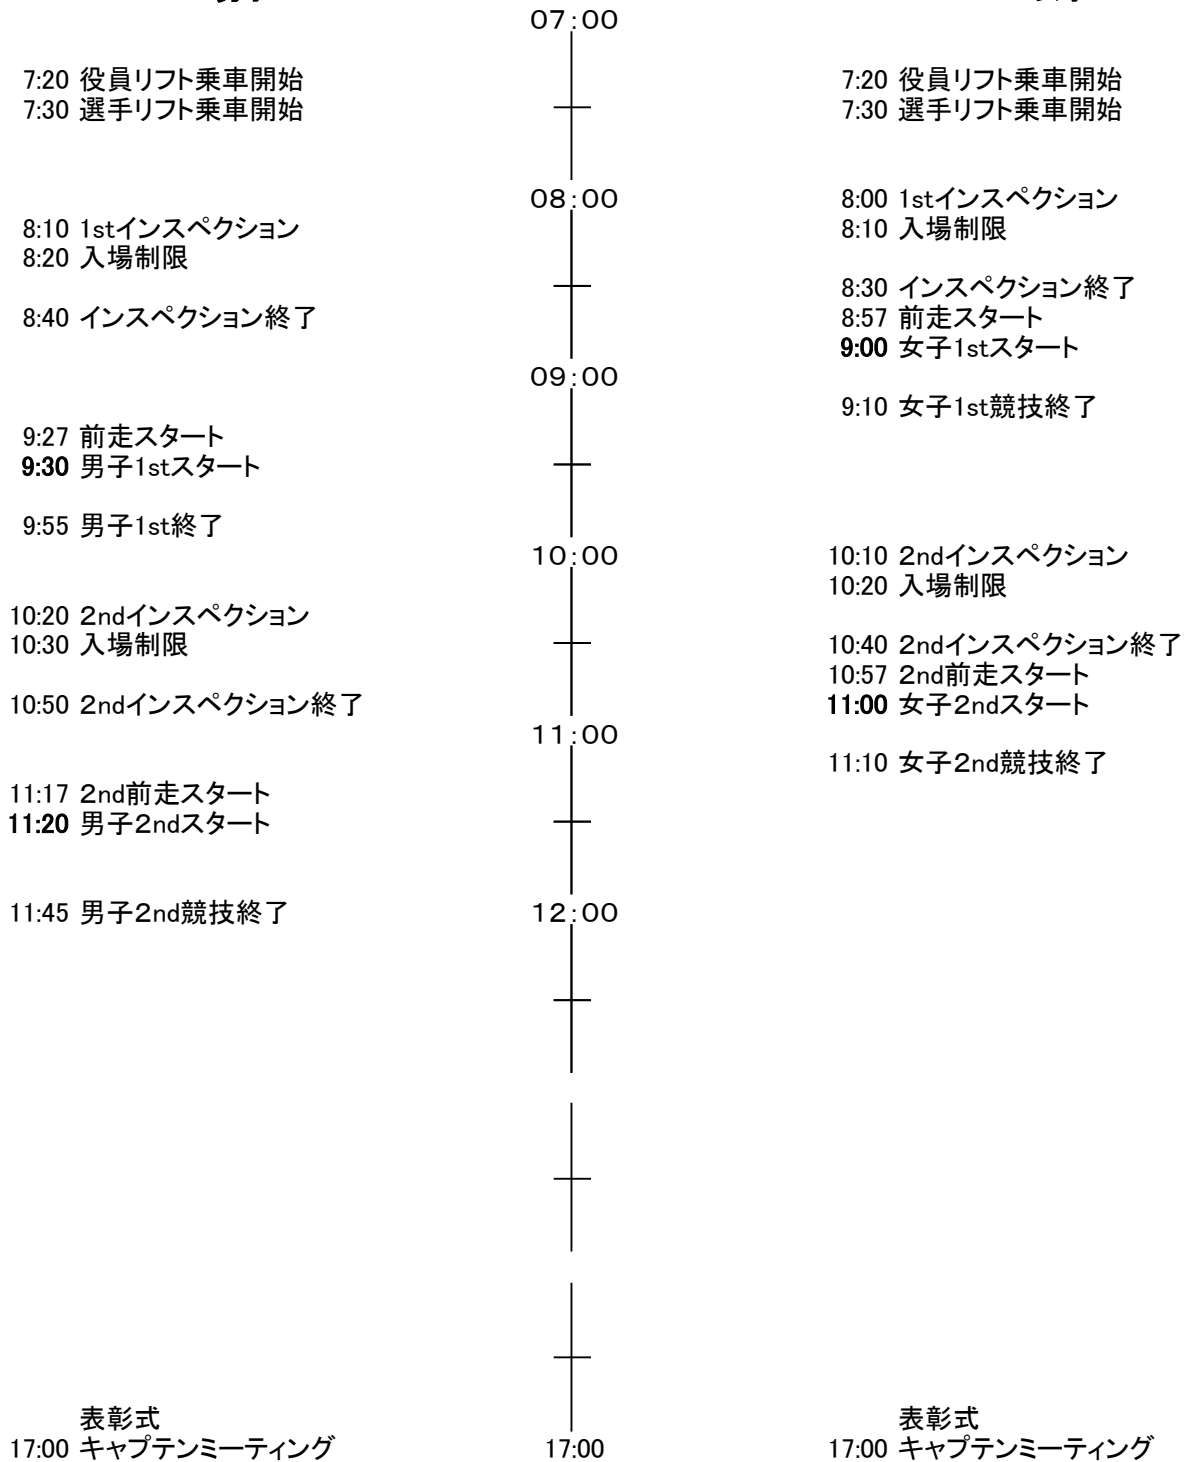 07:00
7:20 役員リフト乗車開始
7:30 選手リフト乗車開始
08:00
8:10 1stインスペクション
8:20 入場制限
8:40 インスペクション終了
09:00
9:27 前走スタート
9:30 男子1stスタート
9:55 男子1st終了
10:00
10:20 2ndインスペクション
10:30 入場制限
10:50 2ndインスペクション終了
11:00
11:17 2nd前走スタート
11:20 男子2ndスタート
11:45 男子2nd競技終了
12:00
表彰式
17:00 キャプテンミーティング
17:00
7:20 役員リフト乗車開始
7:30 選手リフト乗車開始
8:00 1stインスペクション
8:10 入場制限
8:30 インスペクション終了
8:57 前走スタート
9:00 女子1stスタート
9:10 女子1st競技終了
10:10 2ndインスペクション
10:20 入場制限
10:40 2ndインスペクション終了
10:57 2nd前走スタート
11:00 女子2ndスタート
11:10 女子2nd競技終了
表彰式
17:00 キャプテンミーティング